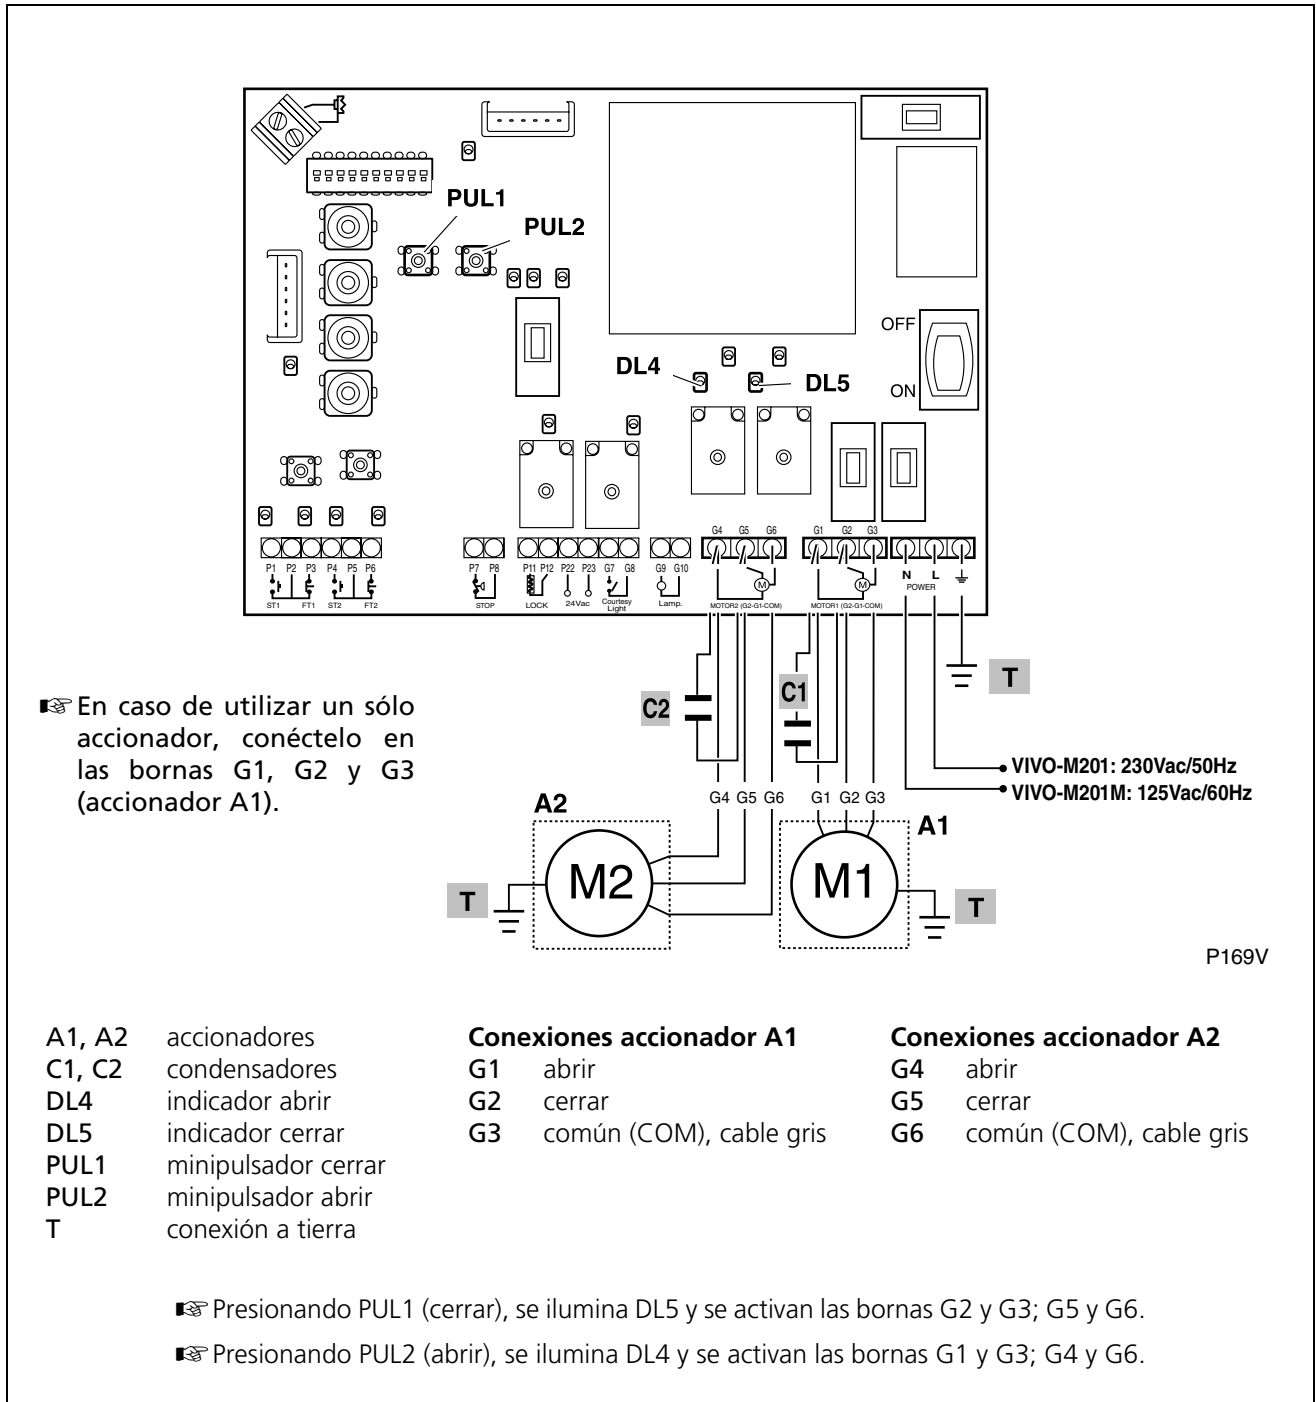 PUL1
PUL2
OFF
DL4
DL5
ON
G4 G5 G6 G1 G2 G3
P1 P2 P3 P4 P5 P6 P7 P8 P11 P12 P22 P23 G7 G8 G9 G10
M M
N L
POWER
ST1 FT1 ST2 FT2 STOP LOCK 24Vac Courtesy Light Lamp. MOTOR2 (G2-G1-COM) MOTOR1 (G2-G1-COM)
T
☞ En caso de utilizar un sólo
accionador, conéctelo en
las bornas G1, G2 y G3
(accionador A1).
C2
C1
VIVO-M201: 230Vac/50Hz
VIVO-M201M: 125Vac/60Hz
G4 G5 G6 G1 G2 G3
A2
A1
M2
M1
T
T
P169V
A1, A2 accionadores
C1, C2 condensadores
DL4 indicador abrir
DL5 indicador cerrar
PUL1 minipulsador cerrar
PUL2 minipulsador abrir
T conexión a tierra
Conexiones accionador A1
G1 abrir
G2 cerrar
G3 común (COM), cable gris
Conexiones accionador A2
G4 abrir
G5 cerrar
G6 común (COM), cable gris
☞ Presionando PUL1 (cerrar), se ilumina DL5 y se activan las bornas G2 y G3; G5 y G6.
☞ Presionando PUL2 (abrir), se ilumina DL4 y se activan las bornas G1 y G3; G4 y G6.